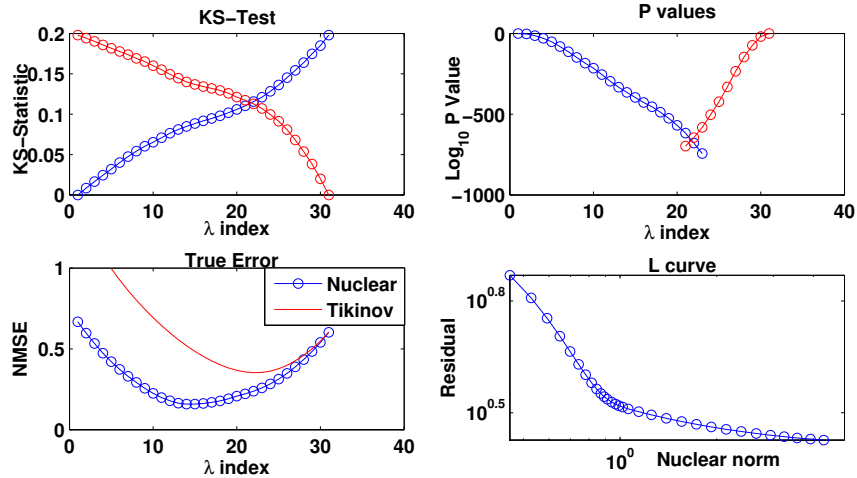 KS-Test
KS-Statistic
0.2
0.15
0.1
0.05
0
0 10 20 30 40
λ index
P values
Log10 P Value
0
-500
-1000
0 10 20 30 40
λ index
True Error
NMSE
1
0.5
0
0 10 20 30 40
λ index
Nuclear
Tikinov
L curve
Residual
10^0.8
10^0.5
10^0
Nuclear norm